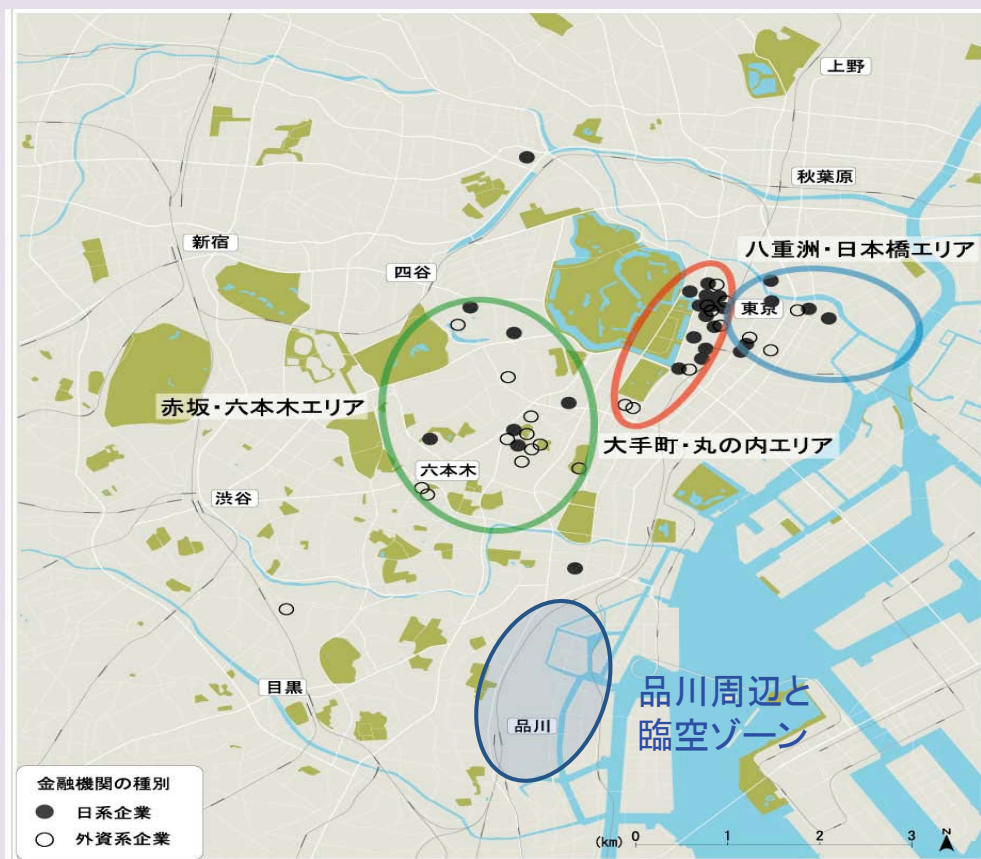 上野
秋葉原
新宿
八重洲・日本橋エリア
四谷
東京
赤坂・六本木エリア
大手町・丸の内エリア
六本木
渋谷
品川周辺と
臨空ゾーン
目黒
品川
金融機関の種別
日系企業
外資系企業
(km) 0 1 2 3
N